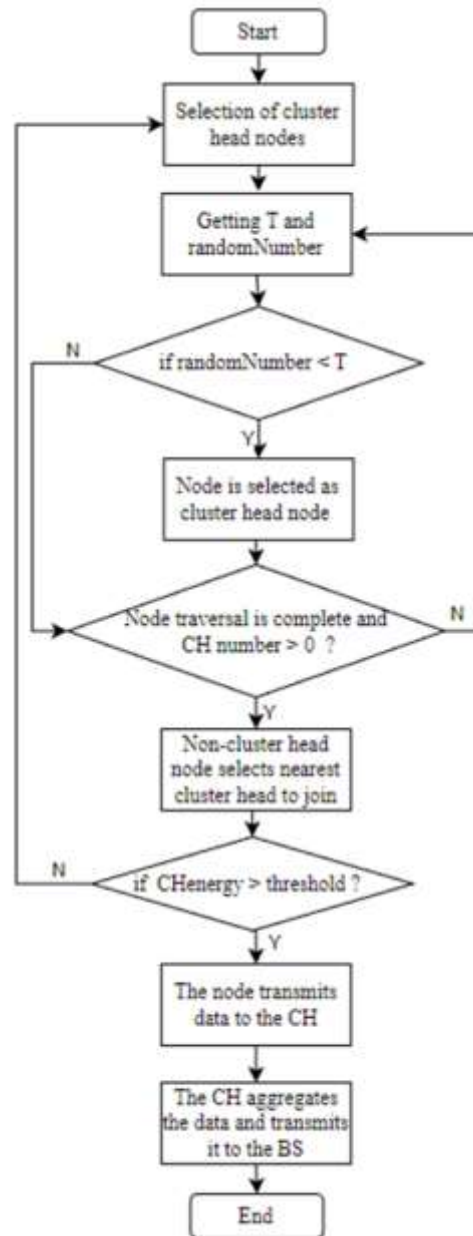 Start
Selection of cluster
head nodes
Getting T and
randomNumber
N
if randomNumber < T
Y
Node is selected as
cluster head node
Node traversal is complete and
CH number > 0 ?
N
Y
Non-cluster head
node selects nearest
cluster head to join
N
if CHenergy > threshold ?
Y
The node transmits
data to the CH
The CH aggregates
the data and transmits
it to the BS
End